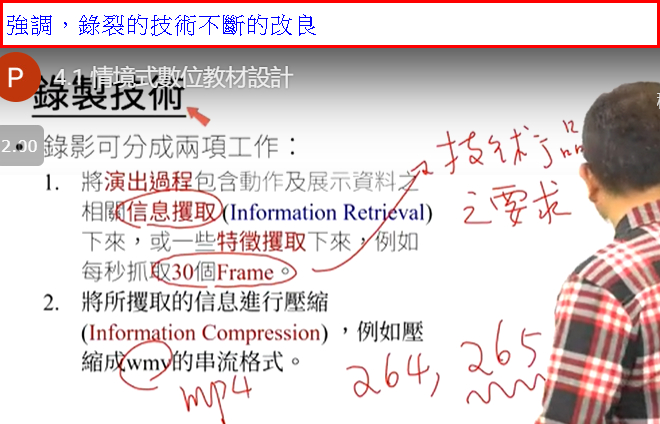 強調，錄裂的技術不斷的改良
P 4.1 情境式數位教材設計
錄製技術
2.00
錄影可分成兩項工作：
1. 將演出過程包含動作及展示資料之
相關信息擭取(Information Retrieval)
下來，或一些特徵擭取下來，例如
每秒抓取30個Frame。
技術产品
之要求
2. 將所擭取的信息進行壓縮
(Information Compression)，例如壓
縮成wmv的串流格式。
mp4
264, 265